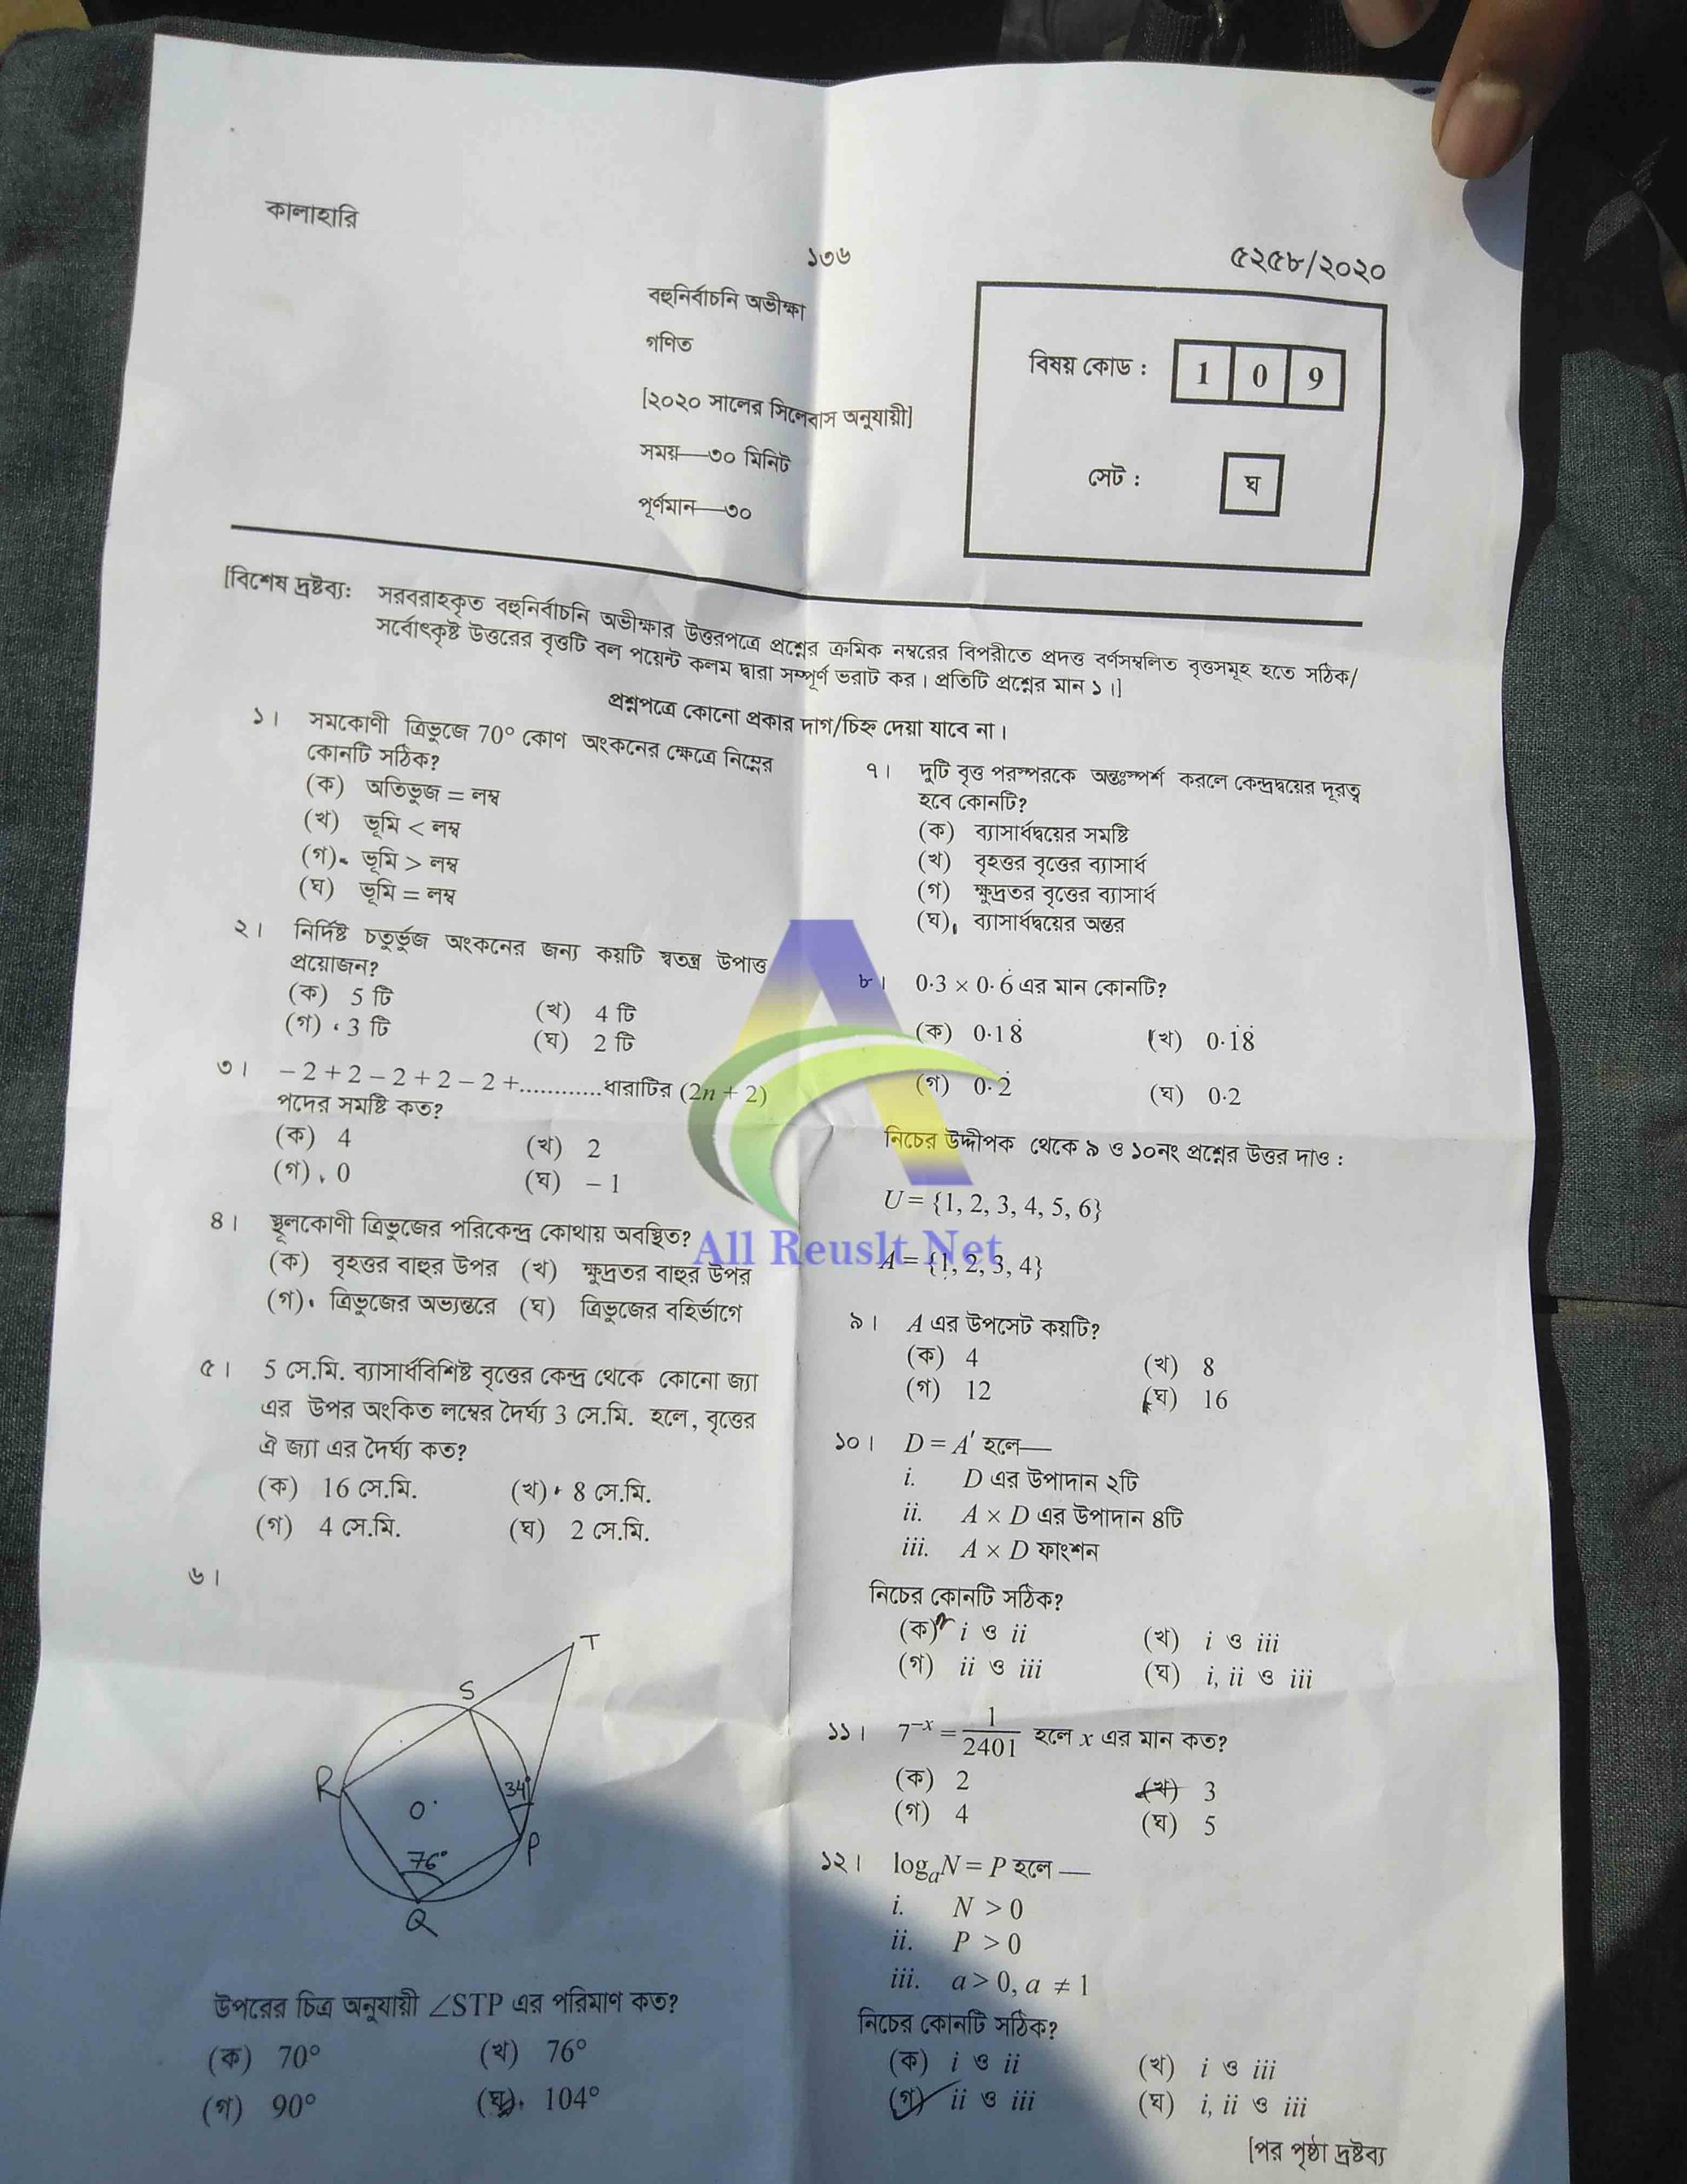 কালাহারি
১৩৬
৫২৫৮/২০২০
বহুনির্বাচনি অভীক্ষা
গণিত
[২০২০ সালের সিলেবাস অনুযায়ী]
সময়—৩০ মিনিট
পূর্ণমান—৩০
বিষয় কোড : 1 0 9
সেট : ঘ
[বিশেষ দ্রষ্টব্যঃ সরবরাহকৃত বহুনির্বাচনি অভীক্ষার উত্তরপত্রে প্রশ্নের ক্রমিক নম্বরের বিপরীতে প্রদত্ত বর্ণসম্বলিত বৃত্তসমূহ হতে সঠিক/
সর্বোৎকৃষ্ট উত্তরের বৃত্তটি বল পয়েন্ট কলম দ্বারা সম্পূর্ণ ভরাট কর। প্রতিটি প্রশ্নের মান ১।]
প্রশ্নপত্রে কোনো প্রকার দাগ/চিহ্ন দেয়া যাবে না।
১। সমকোণী ত্রিভুজে 70° কোণ অংকনের ক্ষেত্রে নিম্নের
কোনটি সঠিক?
(ক) অতিভুজ = লম্ব
(খ) ভূমি < লম্ব
(গ) ভূমি > লম্ব
(ঘ) ভূমি = লম্ব
২। নির্দিষ্ট চতুর্ভুজ অংকনের জন্য কয়টি স্বতন্ত্র উপাত্ত
প্রয়োজন?
(ক) 5 টি (খ) 4 টি
(গ) 3 টি (ঘ) 2 টি
৩। – 2 + 2 – 2 + 2 – 2 +............ধারাটির (2n + 2)
পদের সমষ্টি কত?
(ক) 4 (খ) 2
(গ) 0 (ঘ) – 1
৪। স্থূলকোণী ত্রিভুজের পরিকেন্দ্র কোথায় অবস্থিত?
(ক) বৃহত্তর বাহুর উপর (খ) ক্ষুদ্রতর বাহুর উপর
(গ) ত্রিভুজের অভ্যন্তরে (ঘ) ত্রিভুজের বহির্ভাগে
৫। 5 সে.মি. ব্যাসার্ধবিশিষ্ট বৃত্তের কেন্দ্র থেকে কোনো জ্যা
এর উপর অংকিত লম্বের দৈর্ঘ্য 3 সে.মি. হলে, বৃত্তের
ঐ জ্যা এর দৈর্ঘ্য কত?
(ক) 16 সে.মি. (খ) 8 সে.মি.
(গ) 4 সে.মি. (ঘ) 2 সে.মি.
৬।
T
S
R
34
O
P
76°
Q
উপরের চিত্র অনুযায়ী ∠STP এর পরিমাণ কত?
(ক) 70° (খ) 76°
(গ) 90° (ঘ) 104°
৭। দুটি বৃত্ত পরস্পরকে অন্তঃস্পর্শ করলে কেন্দ্রদ্বয়ের দূরত্ব
হবে কোনটি?
(ক) ব্যাসার্ধদ্বয়ের সমষ্টি
(খ) বৃহত্তর বৃত্তের ব্যাসার্ধ
(গ) ক্ষুদ্রতর বৃত্তের ব্যাসার্ধ
(ঘ) ব্যাসার্ধদ্বয়ের অন্তর
৮। 0·3 × 0·6̇ এর মান কোনটি?
(ক) 0·18̇ (খ) 0·1̇8̇
(গ) 0·2̇ (ঘ) 0·2
নিচের উদ্দীপক থেকে ৯ ও ১০নং প্রশ্নের উত্তর দাও :
U = {1, 2, 3, 4, 5, 6}
All Reuslt Net
A = {1, 2, 3, 4}
৯। A এর উপসেট কয়টি?
(ক) 4 (খ) 8
(গ) 12 (ঘ) 16
১০। D = A′ হলে—
i. D এর উপাদান ২টি
ii. A × D এর উপাদান ৪টি
iii. A × D ফাংশন
নিচের কোনটি সঠিক?
(ক) i ও ii (খ) i ও iii
(গ) ii ও iii (ঘ) i, ii ও iii
১১। 7⁻ˣ = 1/2401 হলে x এর মান কত?
(ক) 2 (খ) 3
(গ) 4 (ঘ) 5
১২। logₐN = P হলে —
i. N > 0
ii. P > 0
iii. a > 0, a ≠ 1
নিচের কোনটি সঠিক?
(ক) i ও ii (খ) i ও iii
(গ) ii ও iii (ঘ) i, ii ও iii
[পর পৃষ্ঠা দ্রষ্টব্য